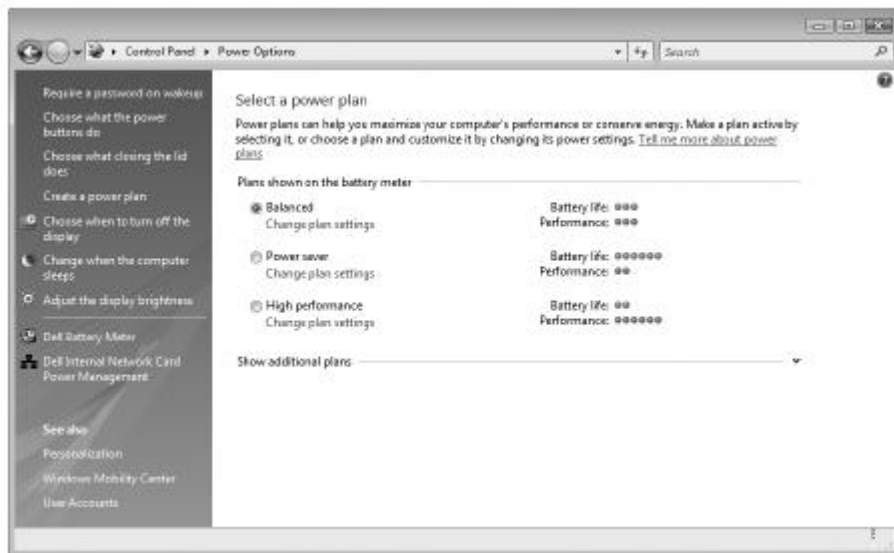 Control Panel
Power Options
Search
Require a password on wakeup
Choose what the power
buttons do
Choose what closing the lid
does
Create a power plan
Choose when to turn off the
display
Change when the computer
sleeps
Adjust the display brightness
Dell Battery Meter
Dell Internal Network Card
Power Management
See also
Personalization
Windows Mobility Center
User Accounts
Select a power plan
Power plans can help you maximize your computer's performance or conserve energy. Make a plan active by
selecting it, or choose a plan and customize it by changing its power settings. Tell me more about power
plans
Plans shown on the battery meter
Balanced Battery life:
Change plan settings Performance:
Power saver Battery life:
Change plan settings Performance:
High performance Battery life:
Change plan settings Performance:
Show additional plans